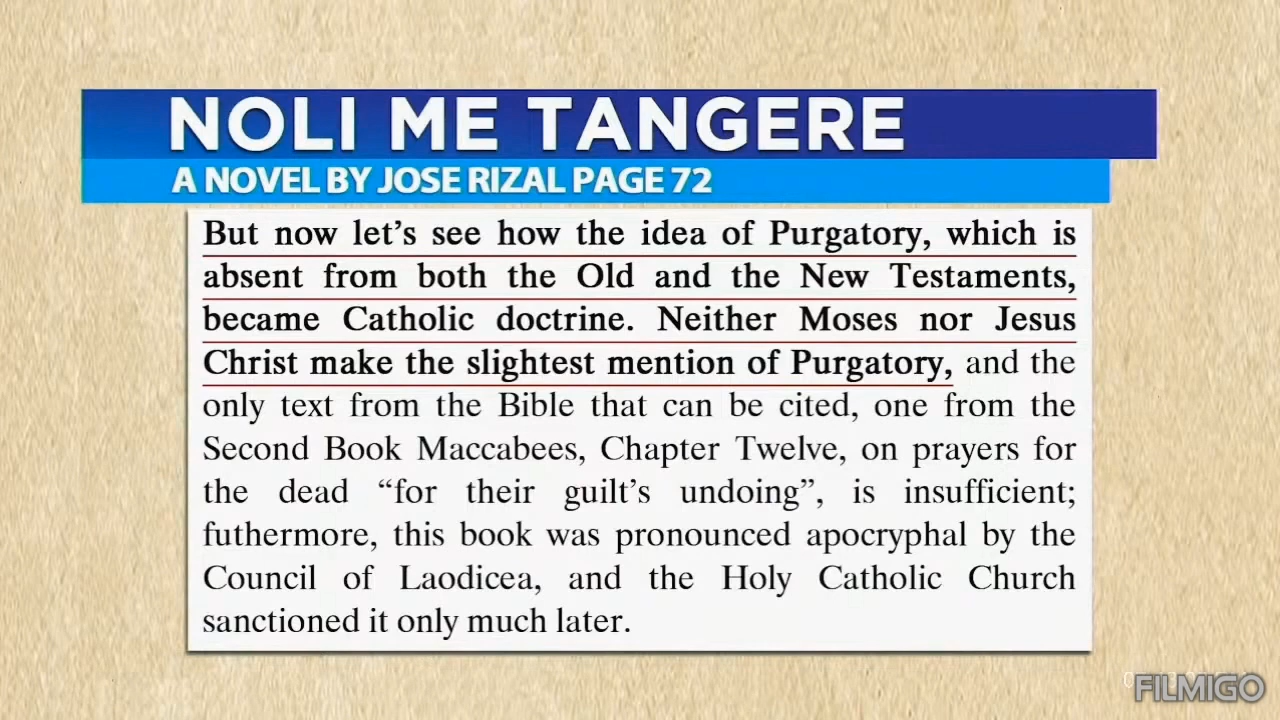 NOLI ME TANGERE
A NOVEL BY JOSE RIZAL PAGE 72
But now let's see how the idea of Purgatory, which is
absent from both the Old and the New Testaments,
became Catholic doctrine. Neither Moses nor Jesus
Christ make the slightest mention of Purgatory, and the
only text from the Bible that can be cited, one from the
Second Book Maccabees, Chapter Twelve, on prayers for
the dead “for their guilt's undoing”, is insufficient;
futhermore, this book was pronounced apocryphal by the
Council of Laodicea, and the Holy Catholic Church
sanctioned it only much later.
FILMIGO